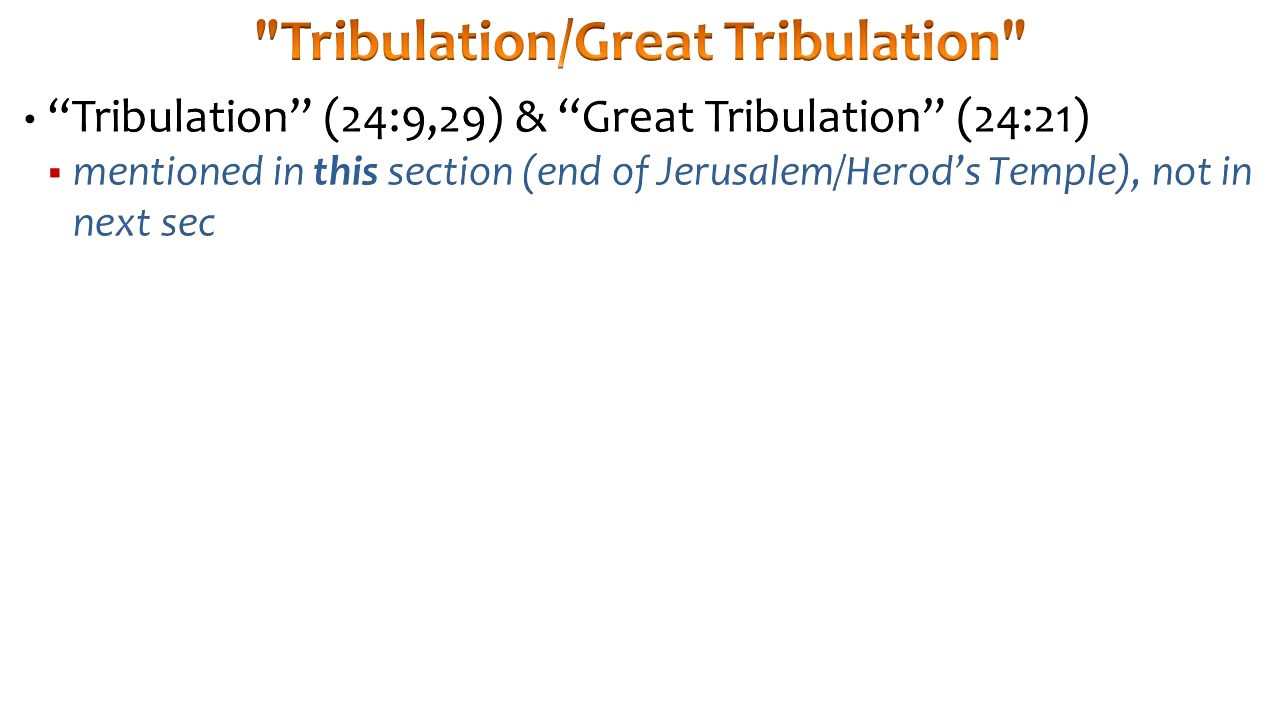 "Tribulation/Great Tribulation"
• “Tribulation” (24:9,29) & “Great Tribulation” (24:21)
▪ mentioned in this section (end of Jerusalem/Herod’s Temple), not in
next sec